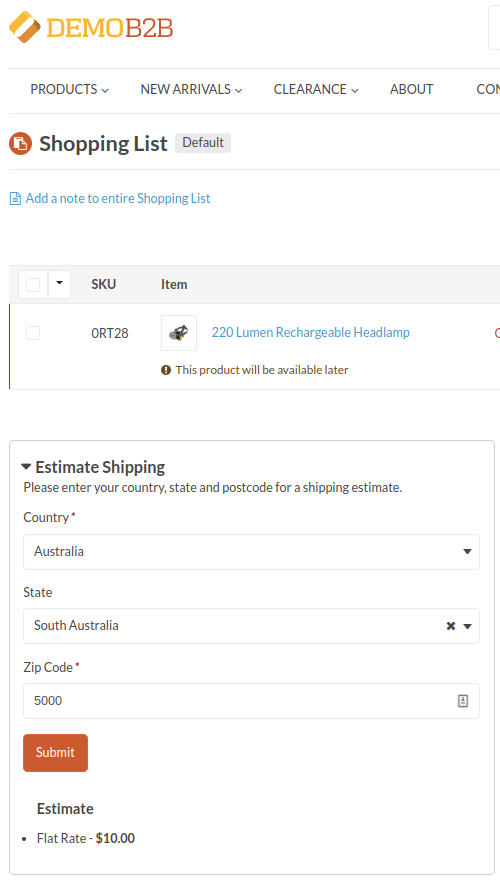 DEMOB2B
PRODUCTS NEW ARRIVALS CLEARANCE ABOUT
Shopping List Default
Add a note to entire Shopping List
SKU Item
0RT28 220 Lumen Rechargeable Headlamp
This product will be available later
Estimate Shipping
Please enter your country, state and postcode for a shipping estimate.
Country*
Australia
State
South Australia
Zip Code*
5000
Submit
Estimate
Flat Rate - $10.00